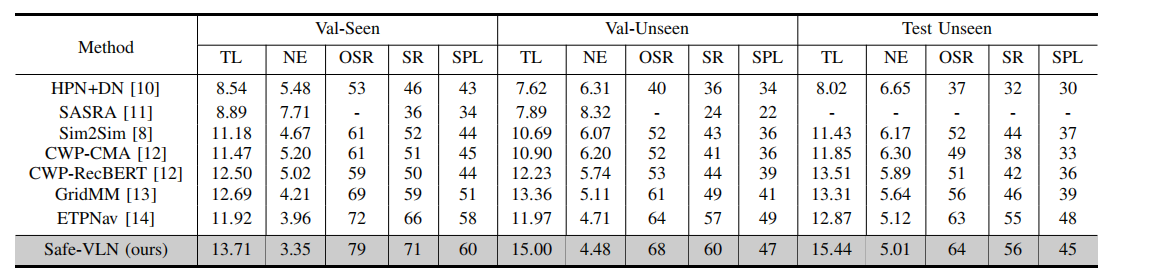 Method Val-Seen Val-Unseen Test Unseen
TL NE OSR SR SPL TL NE OSR SR SPL TL NE OSR SR SPL
HPN+DN [10] 8.54 5.48 53 46 43 7.62 6.31 40 36 34 8.02 6.65 37 32 30
SASRA [11] 8.89 7.71 - 36 34 7.89 8.32 - 24 22 - - - - -
Sim2Sim [8] 11.18 4.67 61 52 44 10.69 6.07 52 43 36 11.43 6.17 52 44 37
CWP-CMA [12] 11.47 5.20 61 51 45 10.90 6.20 52 41 36 11.85 6.30 49 38 33
CWP-RecBERT [12] 12.50 5.02 59 50 44 12.23 5.74 53 44 39 13.51 5.89 51 42 36
GridMM [13] 12.69 4.21 69 59 51 13.36 5.11 61 49 41 13.31 5.64 56 46 39
ETPNav [14] 11.92 3.96 72 66 58 11.97 4.71 64 57 49 12.87 5.12 63 55 48
Safe-VLN (ours) 13.71 3.35 79 71 60 15.00 4.48 68 60 47 15.44 5.01 64 56 45